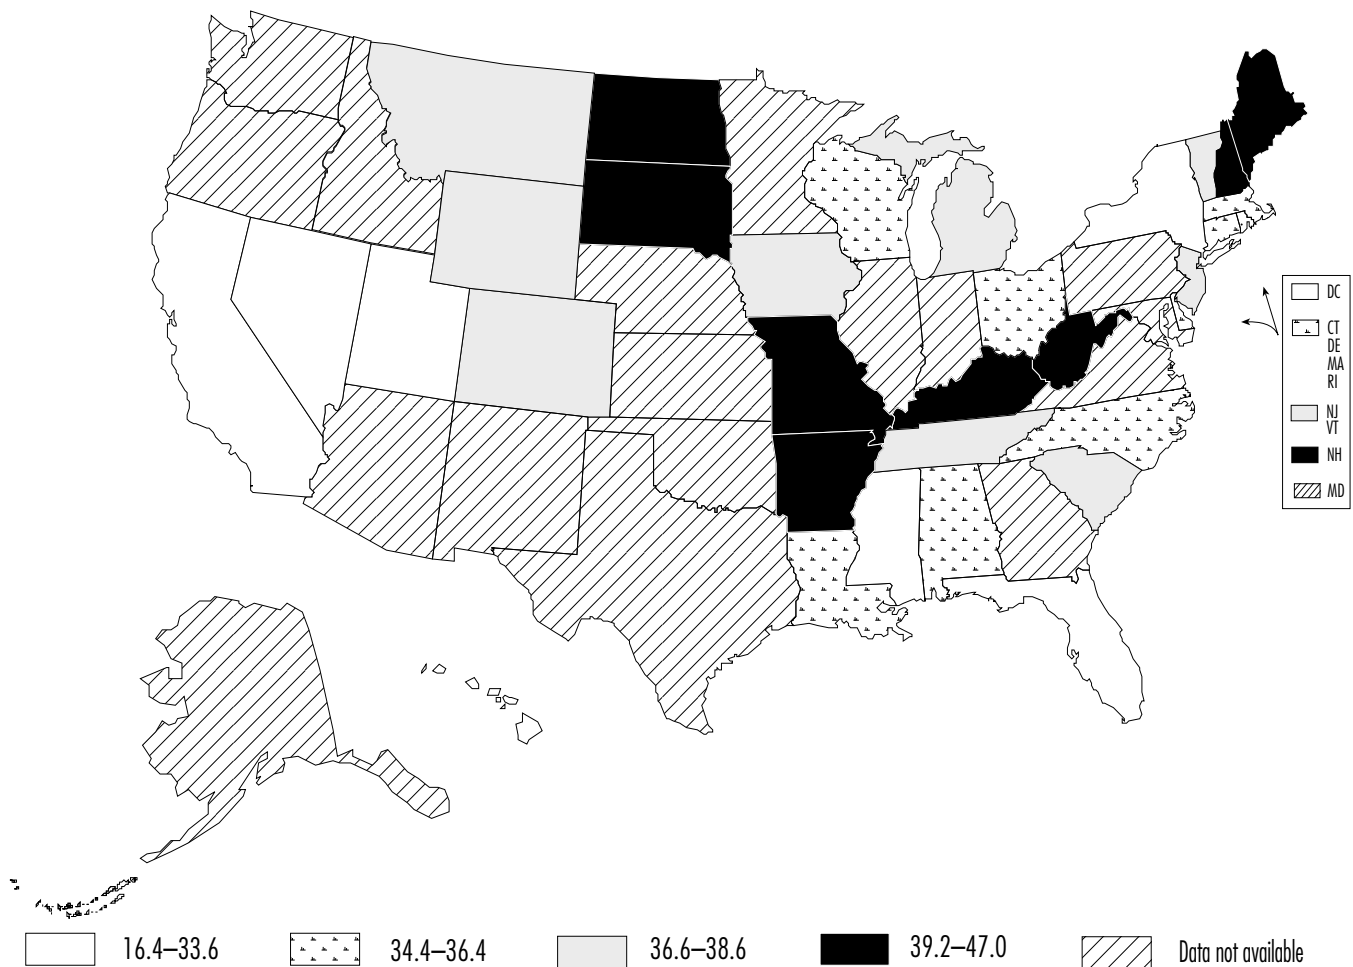 DC
CT
DE
MA
RI
NJ
VT
NH
MD
16.4–33.6
34.4–36.4
36.6–38.6
39.2–47.0
Data not available